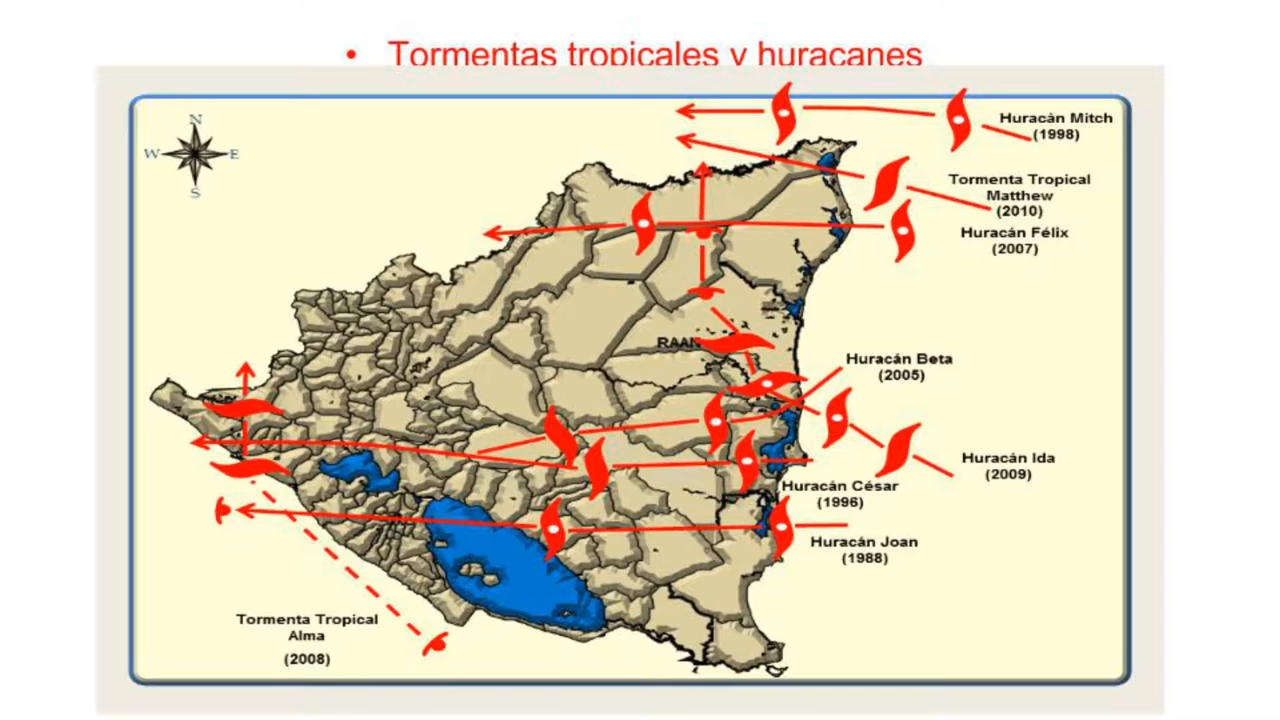 • Tormentas tropicales y huracanes
N
W E
S
Huracán Mitch
(1998)
Tormenta Tropical
Matthew
(2010)
Huracán Félix
(2007)
RAAN
Huracán Beta
(2005)
Huracán Ida
(2009)
Huracán César
(1996)
Huracán Joan
(1988)
Tormenta Tropical
Alma
(2008)